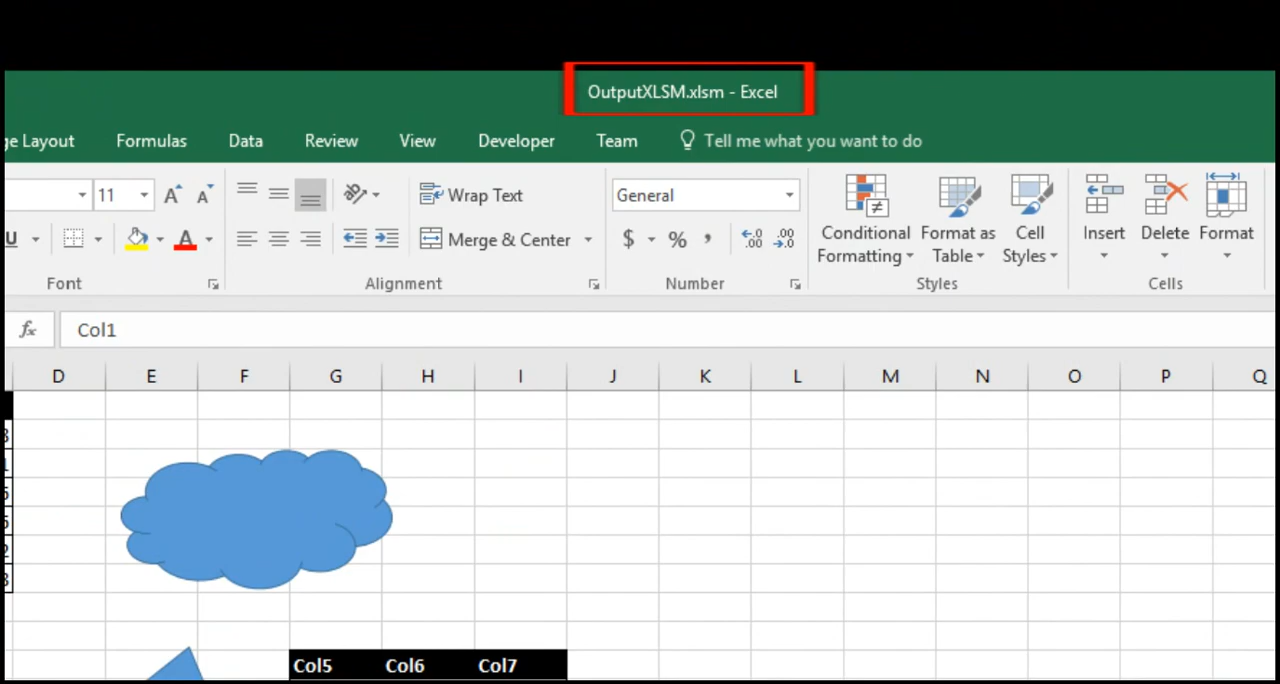 OutputXLSM.xlsm - Excel
ge Layout Formulas Data Review View Developer Team Tell me what you want to do
11 A A Wrap Text General
U A Merge & Center $ % , .00 .00
Conditional Formatting
Format as Table
Cell Styles
Insert Delete Format
Font Alignment Number Styles Cells
fx Col1
D E F G H I J K L M N O P Q
Col5 Col6 Col7